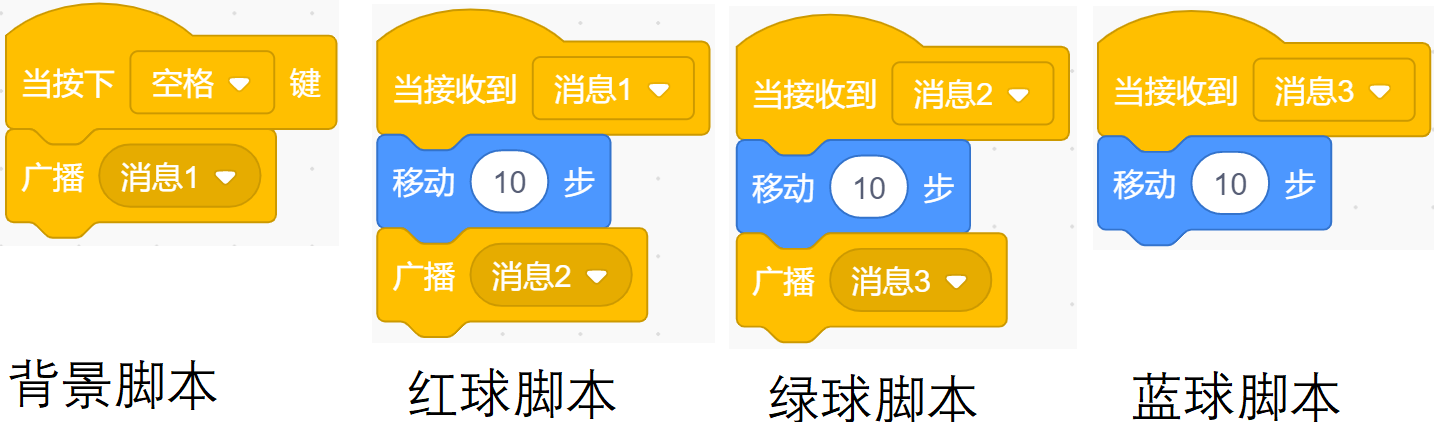 当按下 空格 键
广播 消息1
背景脚本
当接收到 消息1
移动 10 步
广播 消息2
红球脚本
当接收到 消息2
移动 10 步
广播 消息3
绿球脚本
当接收到 消息3
移动 10 步
蓝球脚本